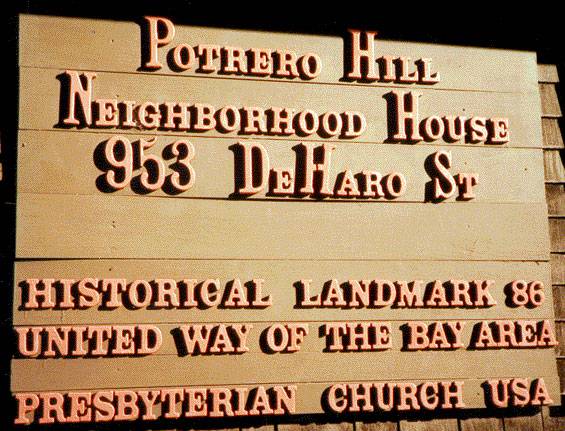 Potrero Hill
Neighborhood House
953 DeHaro St
HISTORICAL LANDMARK 86
UNITED WAY OF THE BAY AREA
PRESBYTERIAN CHURCH USA